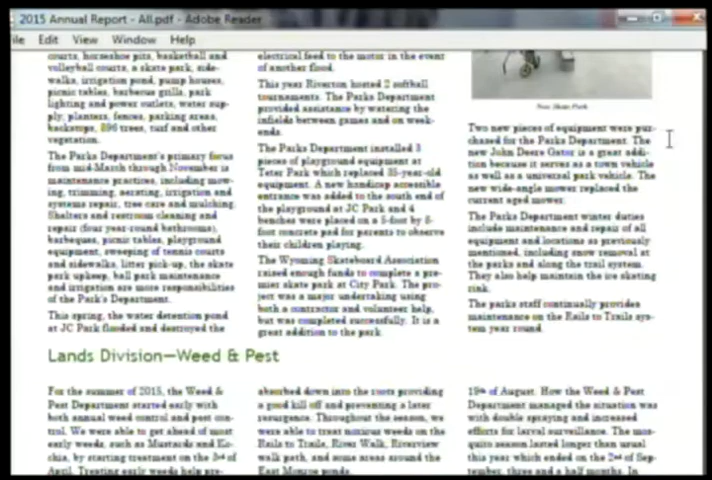 2015 Annual Report - All.pdf - Adobe Reader
ile Edit View Window Help
courts, horseshoe pits, basketball and
volleyball courts, a skate park, side-
walks, irrigation pond, pump houses,
picnic tables, barbecue grills, park
lighting and power outlets, water sup-
ply, planters, fences, parking areas,
backstops, 896 trees, turf and other
vegetation.
The Parks Department's primary focus
from mid-March through November is
maintenance practices, including mow-
ing, trimming, aerating, irrigation and
systems repair, tree care and mulching.
Shelters and restroom cleaning and
repair (four year-round bathrooms),
barbeques, picnic tables, playground
equipment, sweeping of tennis courts
and sidewalks, litter pick-up, the skate
park upkeep, ball park maintenance
and irrigation are more responsibilities
of the Park's Department.
This spring, the water detention pond
at JC Park flooded and destroyed the
electrical feed to the motor in the event
of another flood.
This year Riverton hosted 2 softball
tournaments. The Parks Department
provided assistance by watering the
infields between games and on week-
ends.
The Parks Department installed 3
pieces of playground equipment at
Teter Park which replaced 35-year-old
equipment. A new handicap accessible
entrance was added to the south end of
the playground at JC Park and 4
benches were placed on a 5-foot by 8-
foot concrete pad for parents to observe
their children playing.
The Wyoming Skateboard Association
raised enough funds to complete a pre-
mier skate park at City Park. The pro-
ject was a major undertaking using
both a contractor and volunteer help,
but was completed successfully. It is a
great addition to the park.
New Skate Park
Two new pieces of equipment were pur-
chased for the Parks Department. The
new John Deere Gator is a great addi-
tion because it serves as a town vehicle
as well as a universal park vehicle. The
new wide-angle mower replaced the
current aged mower.
The Parks Department winter duties
include maintenance and repair of all
equipment and locations as previously
mentioned, including snow removal at
the parks and along the trail system.
They also help maintain the ice skating
rink.
The parks staff continually provides
maintenance on the Rails to Trails sys-
tem year round.
Lands Division—Weed & Pest
For the summer of 2015, the Weed &
Pest Department started early with
both annual weed control and pest con-
trol. We were able to get ahead of most
early weeds, such as Mustards and Ko-
chia, by starting treatment on the 3rd of
April. Treating early weeds help pre-
absorbed down into the roots providing
a good kill off and preventing a later
resurgence. Throughout the season, we
were able to treat noxious weeds on the
Rails to Trails, River Walk, Riverview
walk path, and some areas around the
East Monroe ponds.
19th of August. How the Weed & Pest
Department managed the situation was
with double spraying and increased
efforts for larval surveillance. The mos-
quito season lasted longer than usual
this year which ended on the 2nd of Sep-
tember, three and a half months. In